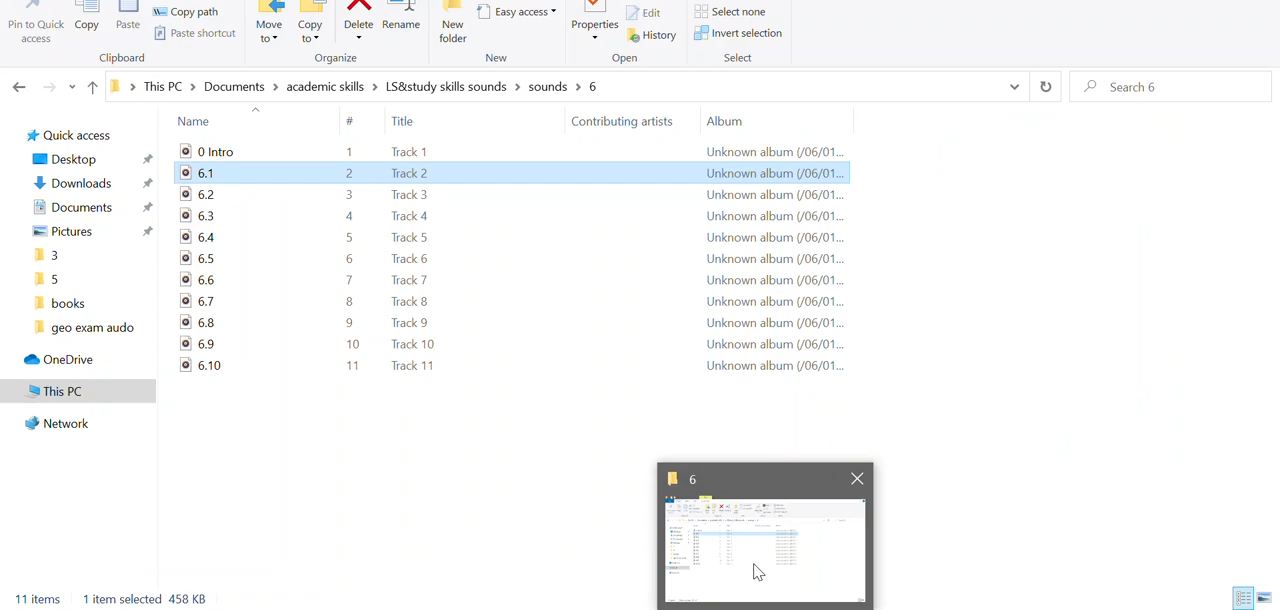 Pin to Quick access
Copy
Paste
Copy path
Paste shortcut
Clipboard
Move to
Copy to
Delete
Rename
Organize
New folder
Easy access
New
Properties
Edit
History
Open
Select none
Invert selection
Select
This PC > Documents > academic skills > LS&study skills sounds > sounds > 6
Search 6
Name # Title Contributing artists Album
0 Intro 1 Track 1 Unknown album (/06/01...
6.1 2 Track 2 Unknown album (/06/01...
6.2 3 Track 3 Unknown album (/06/01...
6.3 4 Track 4 Unknown album (/06/01...
6.4 5 Track 5 Unknown album (/06/01...
6.5 6 Track 6 Unknown album (/06/01...
6.6 7 Track 7 Unknown album (/06/01...
6.7 8 Track 8 Unknown album (/06/01...
6.8 9 Track 9 Unknown album (/06/01...
6.9 10 Track 10 Unknown album (/06/01...
6.10 11 Track 11 Unknown album (/06/01...
Quick access
Desktop
Downloads
Documents
Pictures
3
5
books
geo exam audo
OneDrive
This PC
Network
6
11 items 1 item selected 458 KB